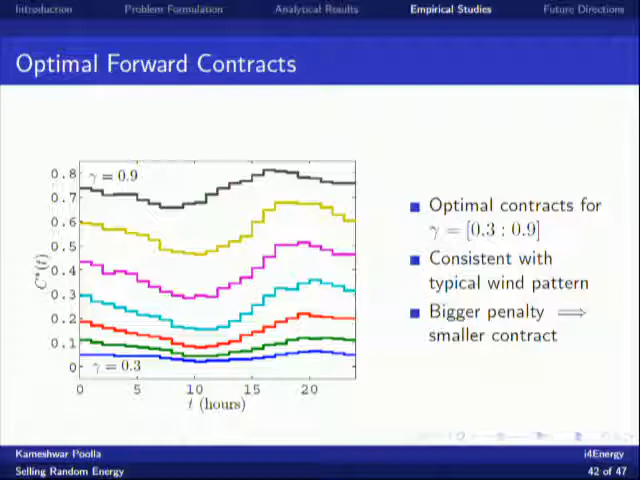 Introduction Problem Formulation Analytical Results Empirical Studies Future Directions
Optimal Forward Contracts
γ = 0.9
0.8
0.7
0.6
0.5
0.4
0.3
0.2
0.1
0
C*(t)
γ = 0.3
0 5 10 15 20
t (hours)
Optimal contracts for
γ = [0.3 : 0.9]
Consistent with
typical wind pattern
Bigger penalty ⟹
smaller contract
Kameshwar Poolla i4Energy
Selling Random Energy 42 of 47